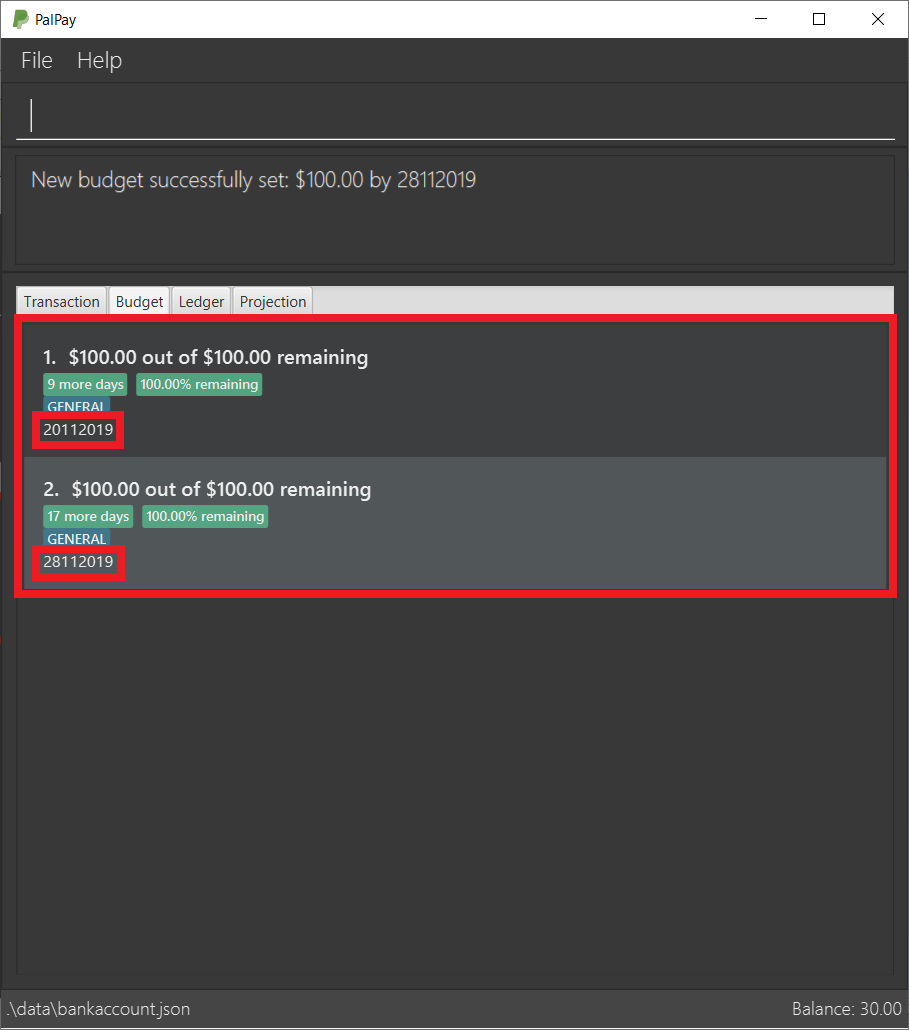 PalPay
File Help
New budget successfully set: $100.00 by 28112019
Transaction Budget Ledger Projection
1. $100.00 out of $100.00 remaining
9 more days 100.00% remaining
GENERAL
20112019
2. $100.00 out of $100.00 remaining
17 more days 100.00% remaining
GENERAL
28112019
.\data\bankaccount.json Balance: 30.00